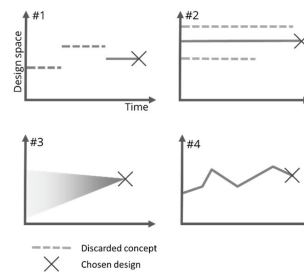 #1
#2
Design space
Time
#3
#4
Discarded concept
Chosen design